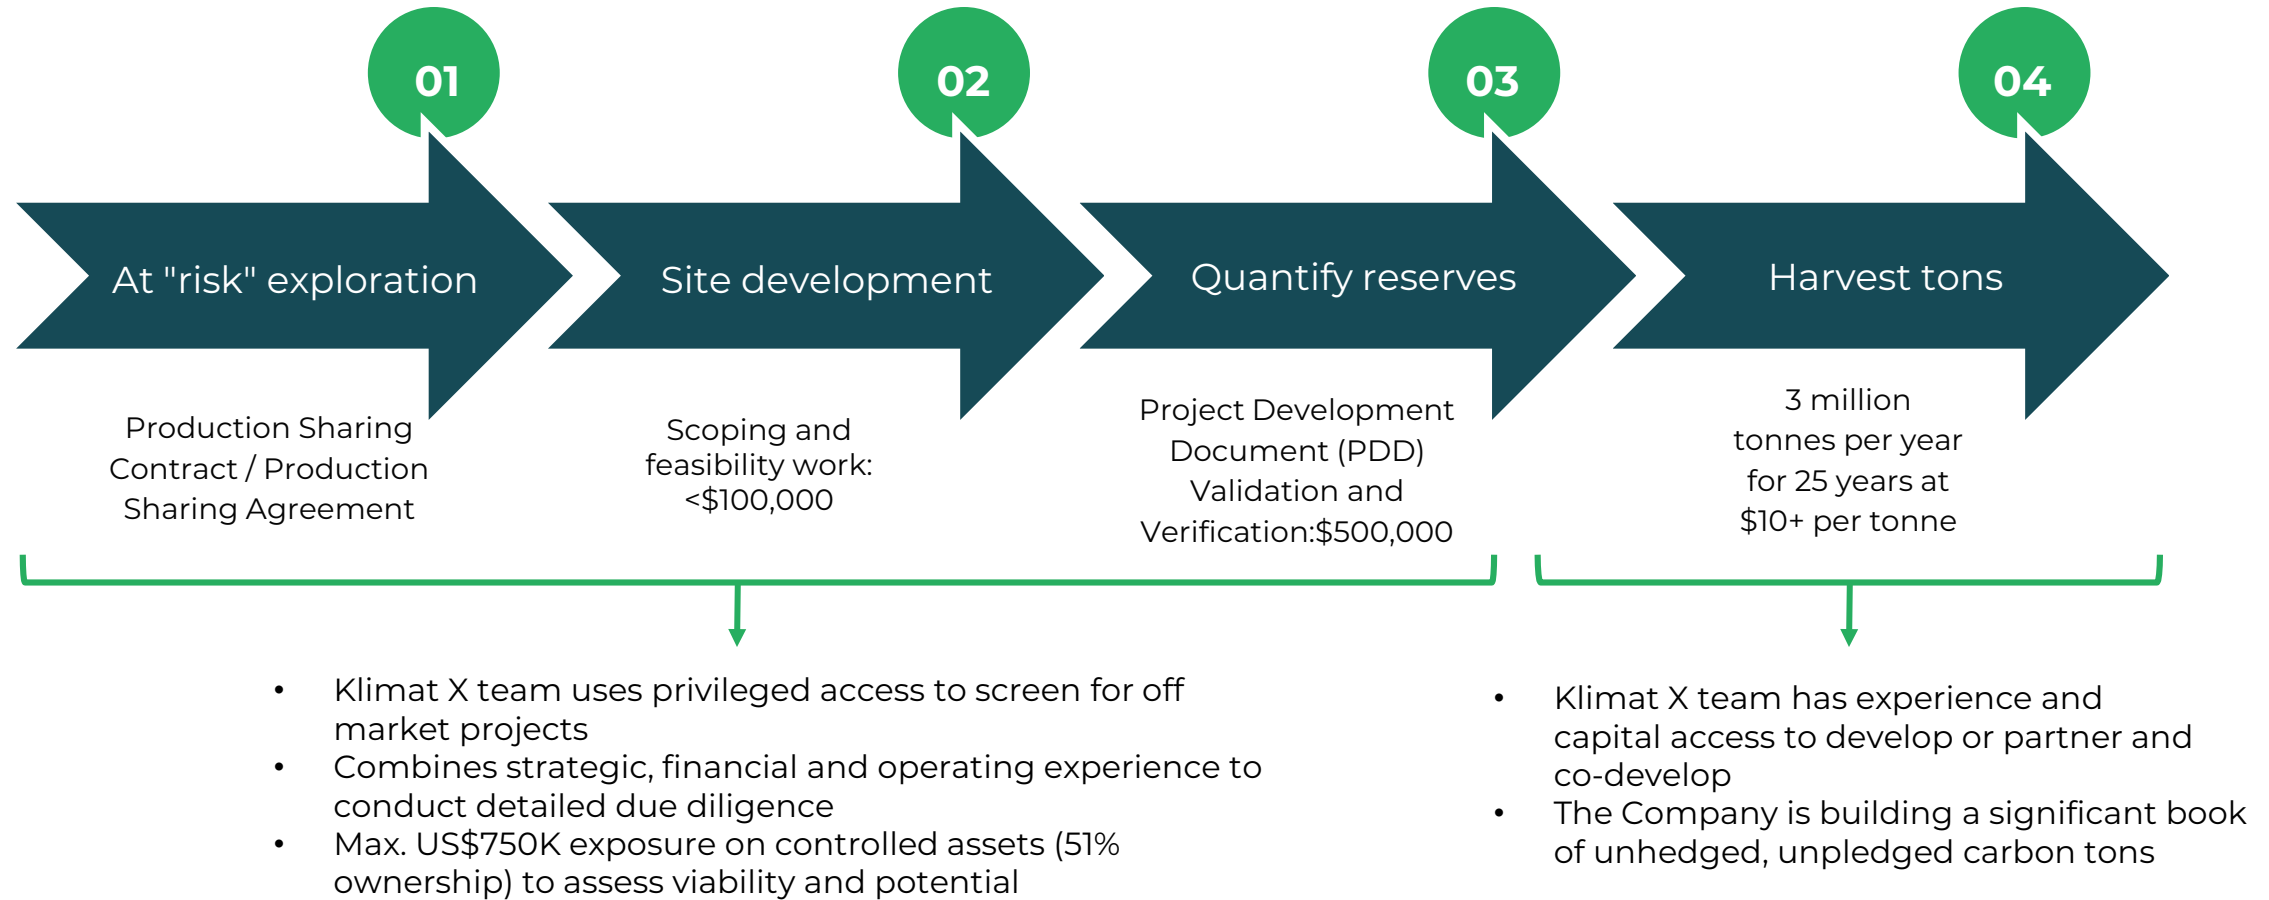 01
02
03
04
At "risk" exploration
Site development
Quantify reserves
Harvest tons
Production Sharing
Contract / Production
Sharing Agreement
Scoping and
feasibility work:
<$100,000
Project Development
Document (PDD)
Validation and
Verification:$500,000
3 million
tonnes per year
for 25 years at
$10+ per tonne
• Klimat X team uses privileged access to screen for off
market projects
• Combines strategic, financial and operating experience to
conduct detailed due diligence
• Max. US$750K exposure on controlled assets (51%
ownership) to assess viability and potential
• Klimat X team has experience and
capital access to develop or partner and
co-develop
• The Company is building a significant book
of unhedged, unpledged carbon tons